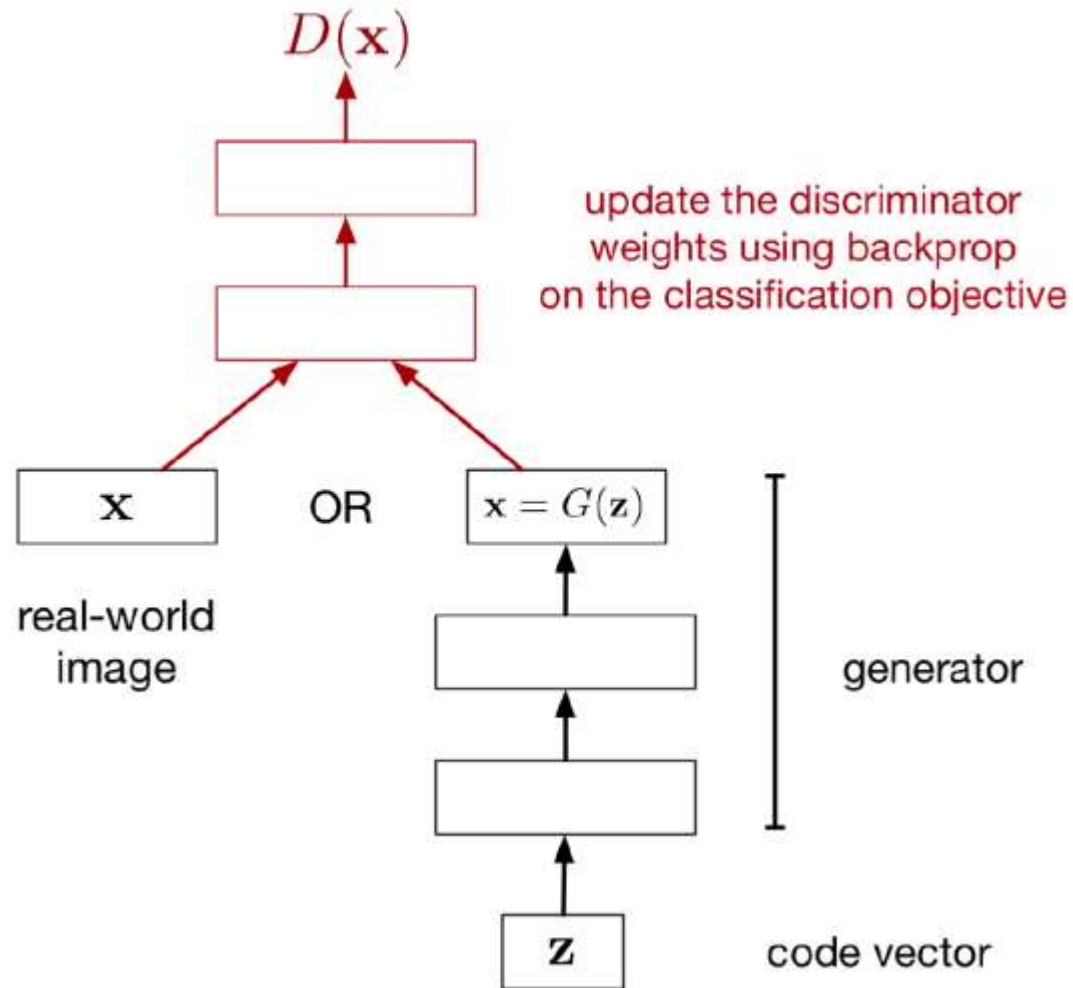 D(x)
update the discriminator
weights using backprop
on the classification objective
x
OR
x = G(z)
real-world
image
generator
z
code vector